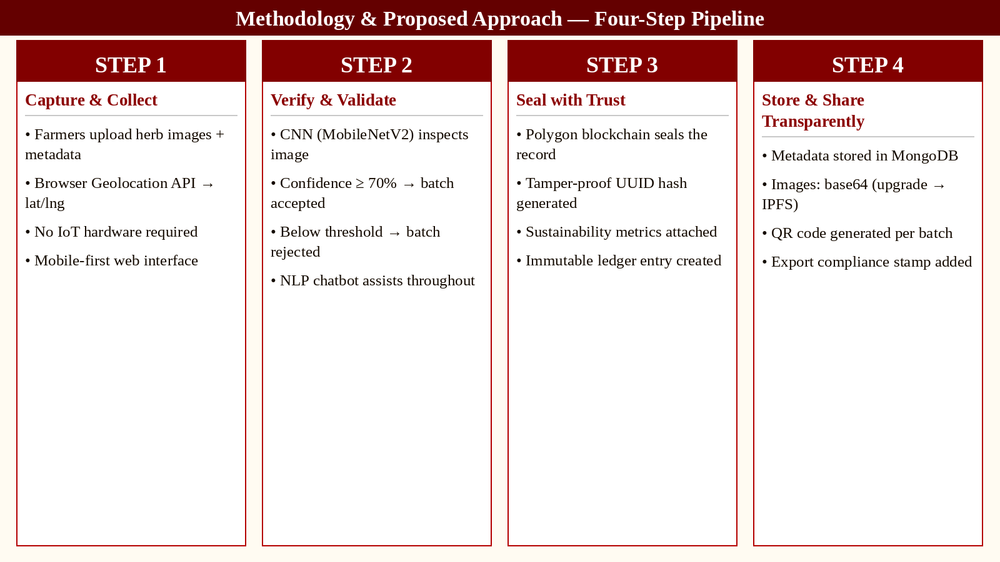 Methodology & Proposed Approach — Four-Step Pipeline
STEP 1
Capture & Collect
• Farmers upload herb images +
metadata
• Browser Geolocation API →
lat/lng
• No IoT hardware required
• Mobile-first web interface
STEP 2
Verify & Validate
• CNN (MobileNetV2) inspects
image
• Confidence ≥ 70% → batch
accepted
• Below threshold → batch
rejected
• NLP chatbot assists throughout
STEP 3
Seal with Trust
• Polygon blockchain seals the
record
• Tamper-proof UUID hash
generated
• Sustainability metrics attached
• Immutable ledger entry created
STEP 4
Store & Share
Transparently
• Metadata stored in MongoDB
• Images: base64 (upgrade →
IPFS)
• QR code generated per batch
• Export compliance stamp added